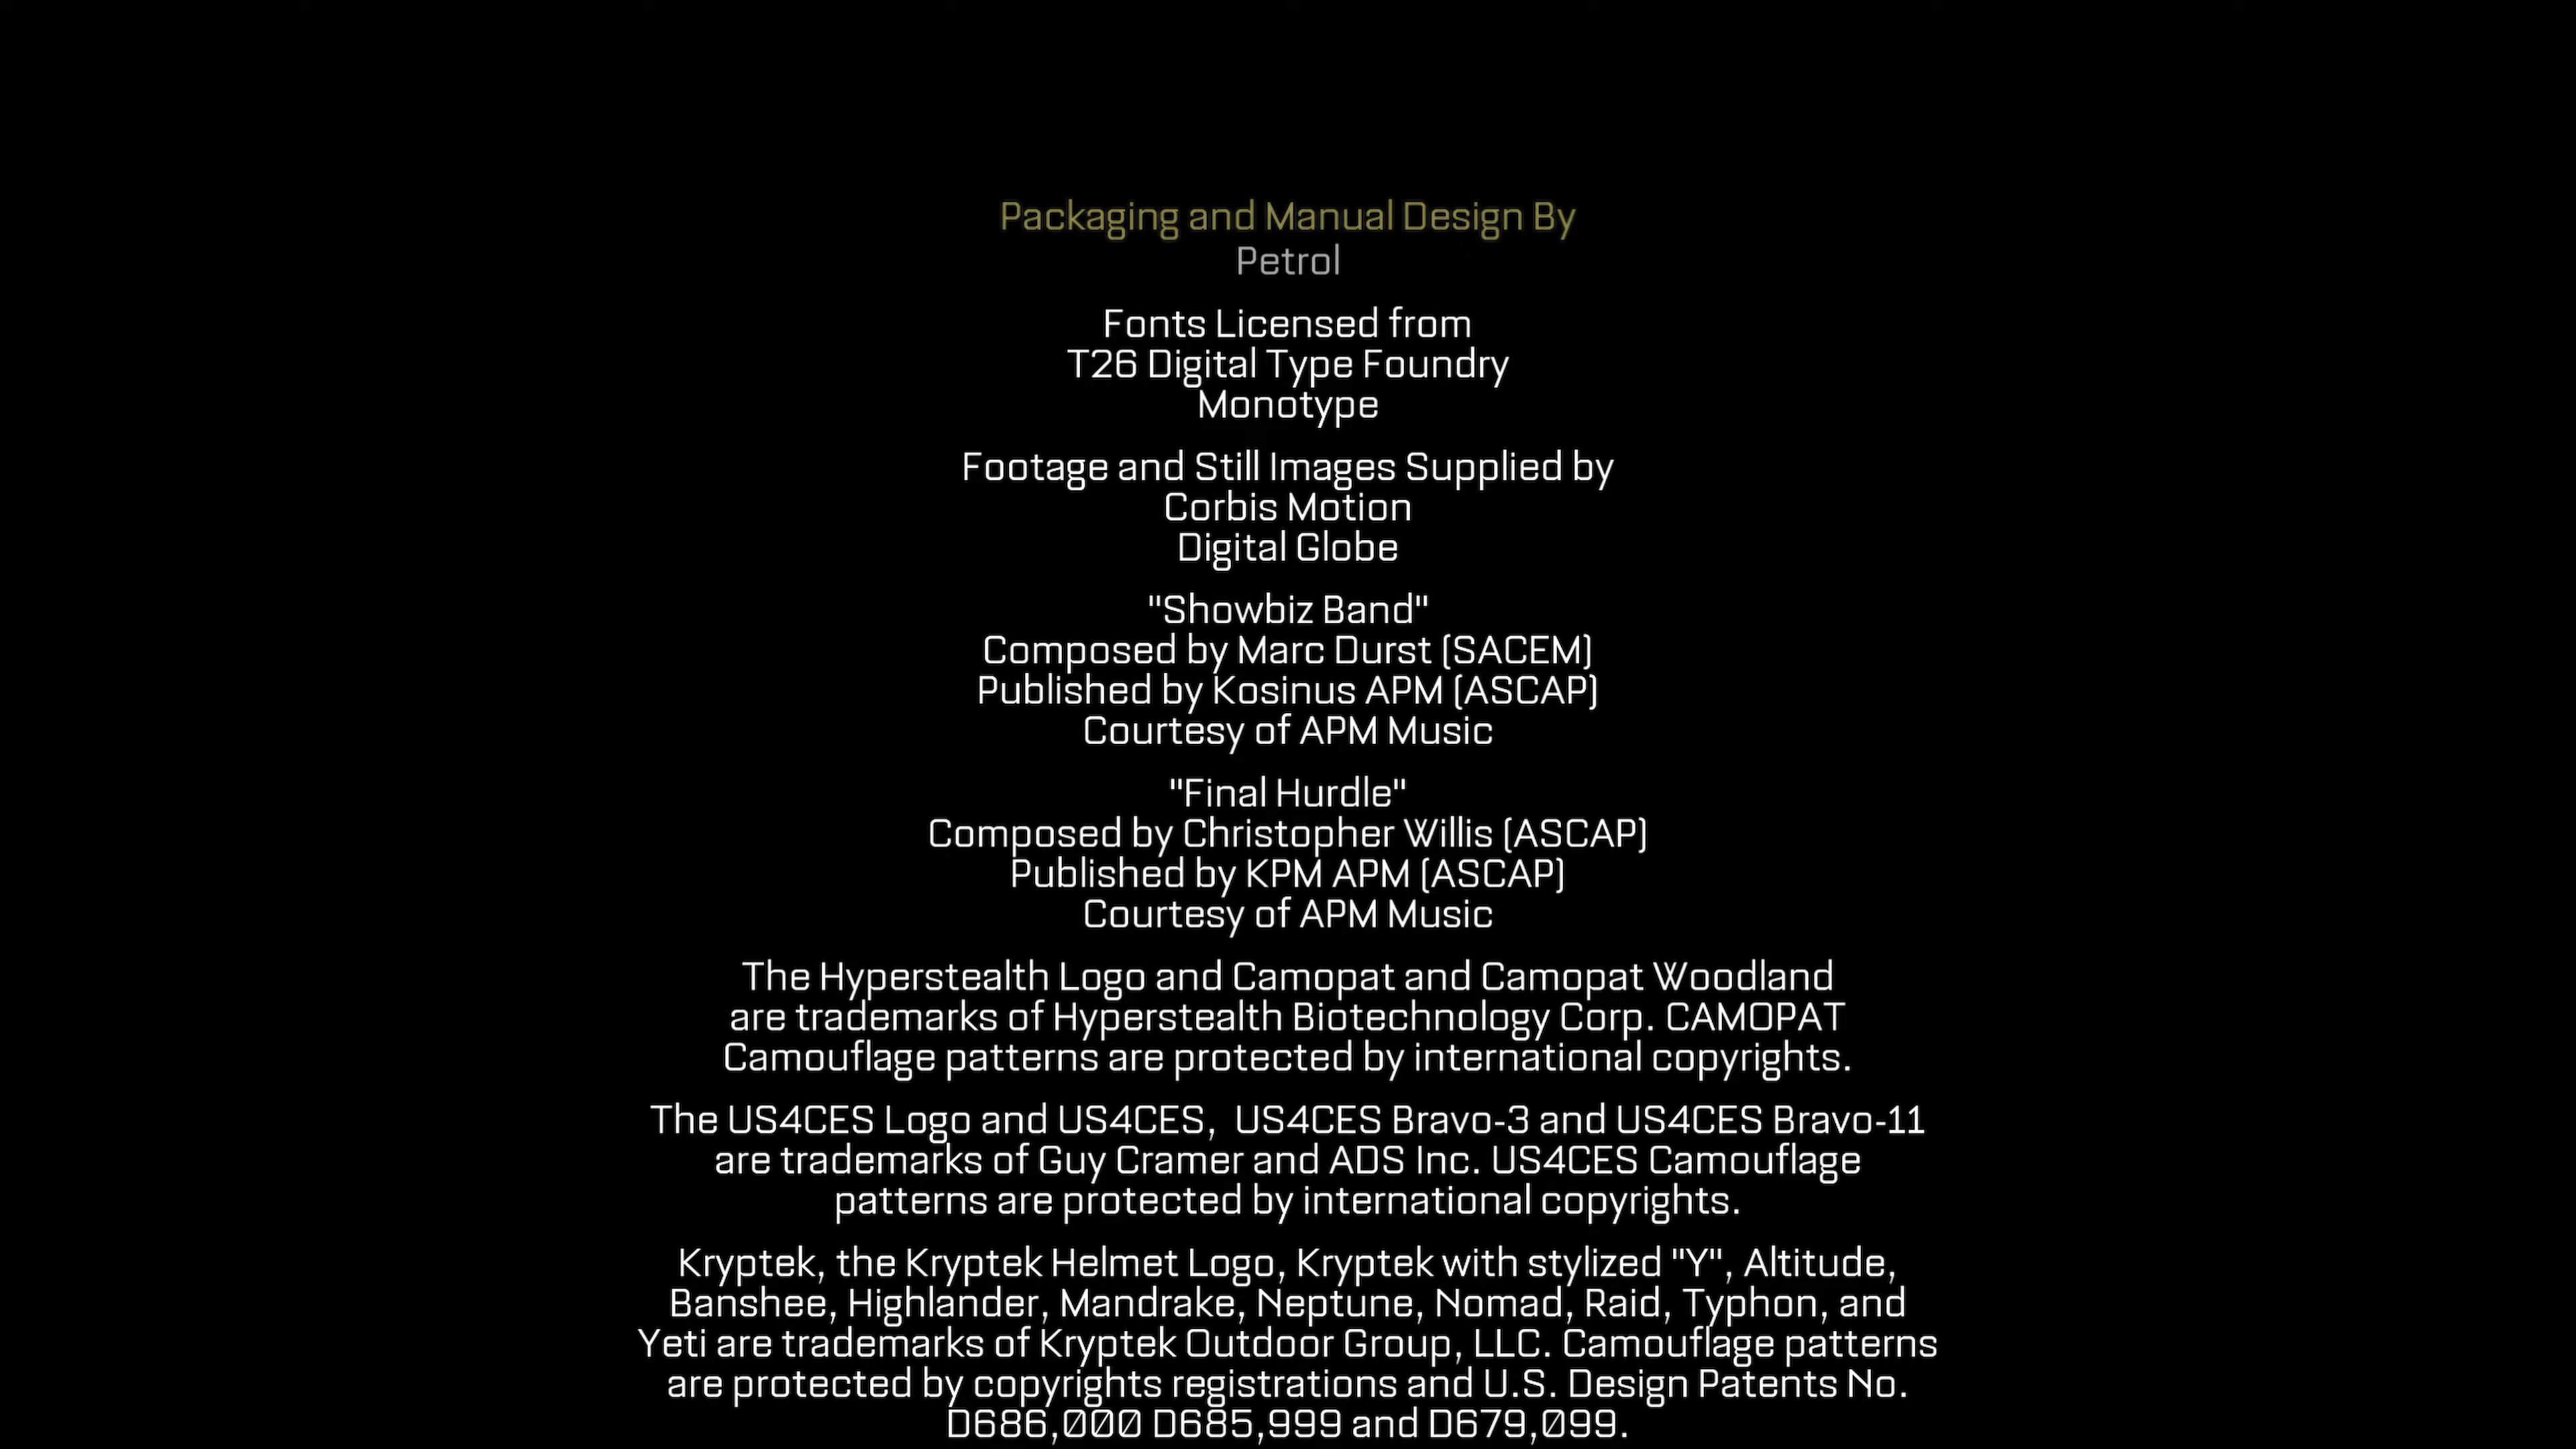 Packaging and Manual Design By
Petrol
Fonts Licensed from
T26 Digital Type Foundry
Monotype
Footage and Still Images Supplied by
Corbis Motion
Digital Globe
"Showbiz Band"
Composed by Marc Durst (SACEM)
Published by Kosinus APM (ASCAP)
Courtesy of APM Music
"Final Hurdle"
Composed by Christopher Willis (ASCAP)
Published by KPM APM (ASCAP)
Courtesy of APM Music
The Hyperstealth Logo and Camopat and Camopat Woodland
are trademarks of Hyperstealth Biotechnology Corp. CAMOPAT
Camouflage patterns are protected by international copyrights.
The US4CES Logo and US4CES,  US4CES Bravo-3 and US4CES Bravo-11
are trademarks of Guy Cramer and ADS Inc. US4CES Camouflage
patterns are protected by international copyrights.
Kryptek, the Kryptek Helmet Logo, Kryptek with stylized "Y", Altitude,
Banshee, Highlander, Mandrake, Neptune, Nomad, Raid, Typhon, and
Yeti are trademarks of Kryptek Outdoor Group, LLC. Camouflage patterns
are protected by copyrights registrations and U.S. Design Patents No.
D686,000 D685,999 and D679,099.